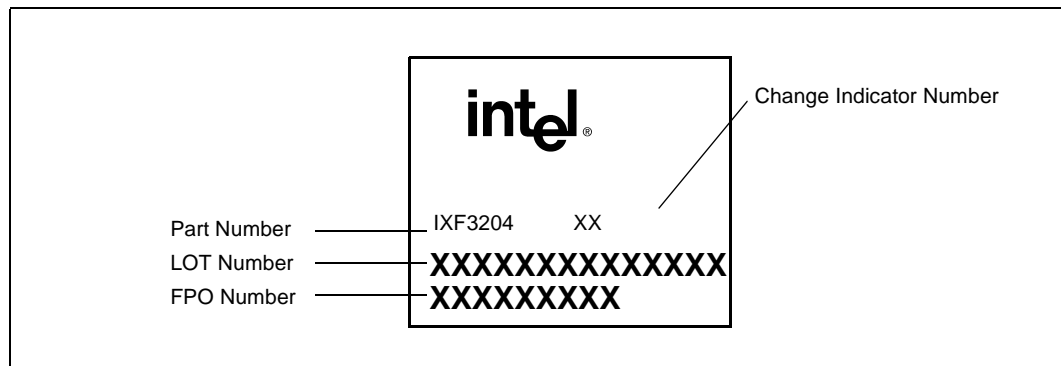 intel®
Change Indicator Number
Part Number
IXF3204 XX
LOT Number
XXXXXXXXXXXXXX
FPO Number
XXXXXXXXX